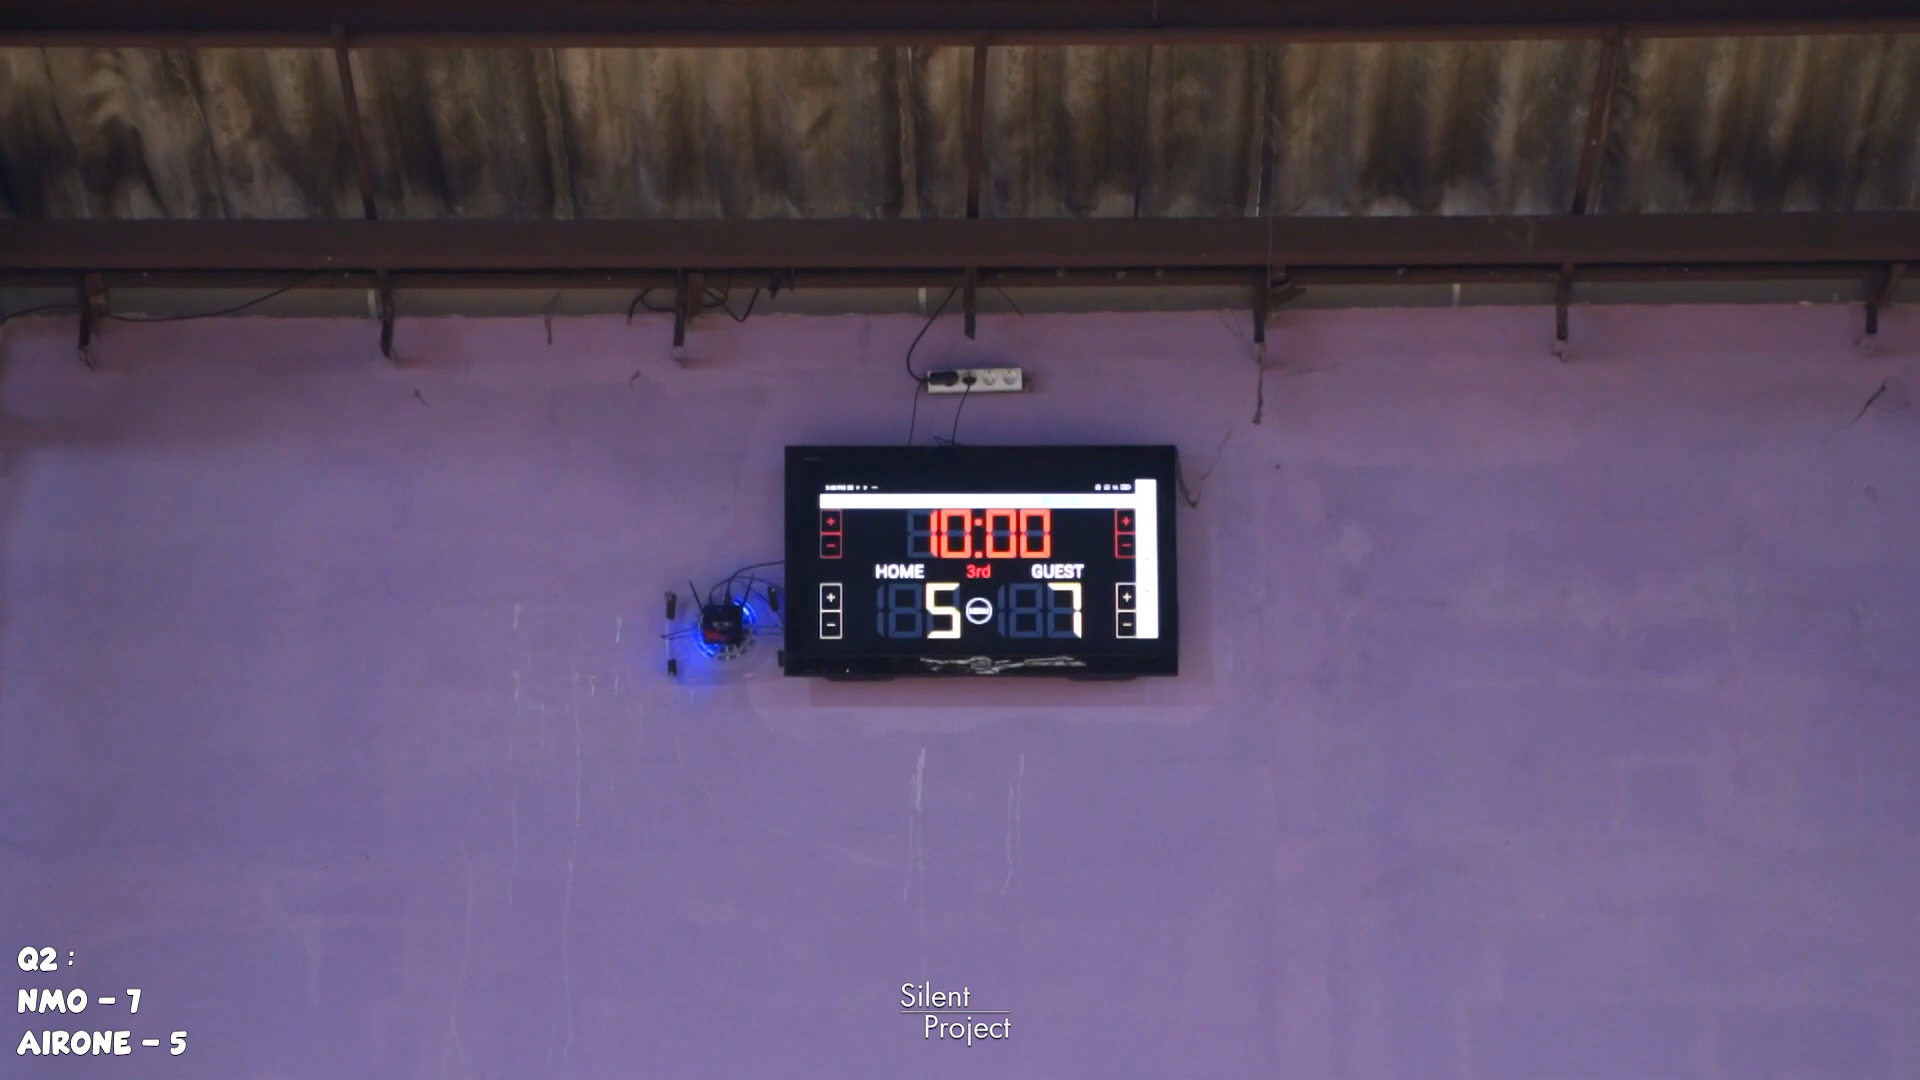 10:00
HOME 3rd GUEST
5 7
Q2 :
NMO - 7
AIRONE - 5
Silent
Project